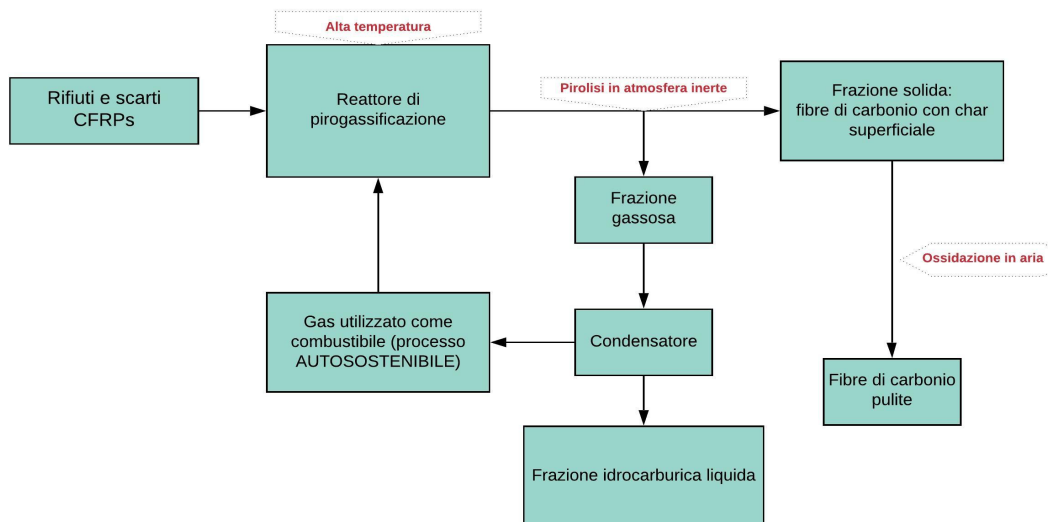 Alta temperatura
Rifiuti e scarti
CFRPs
Reattore di
pirogassificazione
Pirolisi in atmosfera inerte
Frazione solida:
fibre di carbonio con char
superficiale
Frazione
gassosa
Ossidazione in aria
Gas utilizzato come
combustibile (processo
AUTOSOSTENIBILE)
Condensatore
Fibre di carbonio
pulite
Frazione idrocarburica liquida